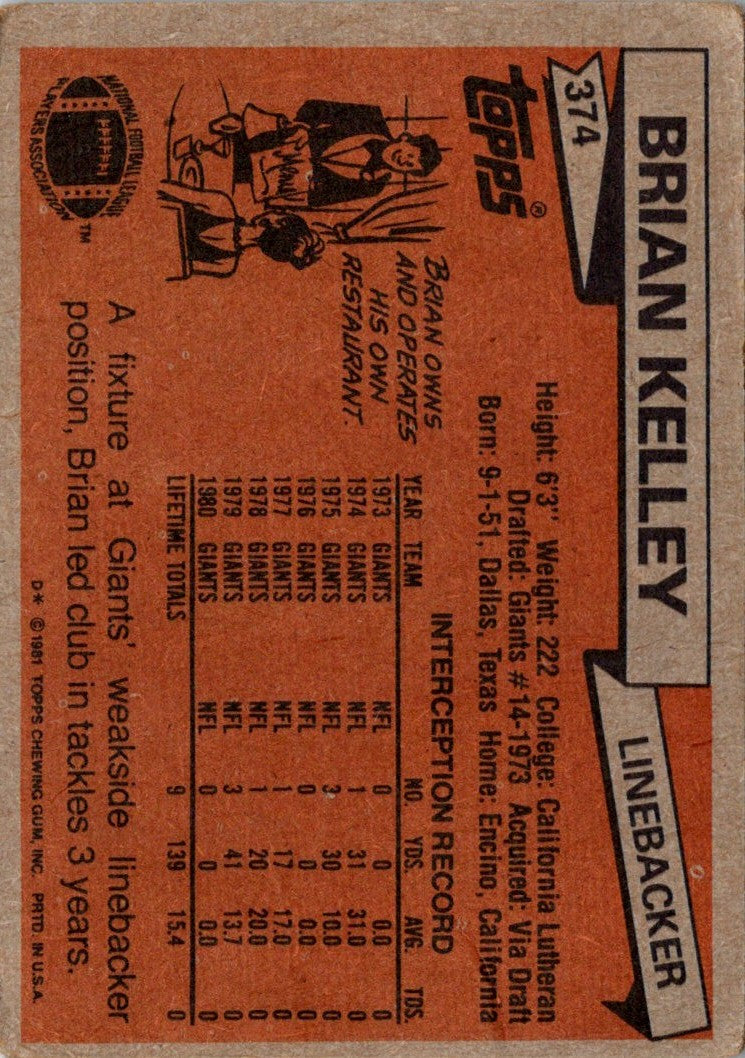 374
BRIAN KELLEY
LINEBACKER
TOPPS®
Height: 6'3" Weight: 222 College: California Lutheran
Drafted: Giants #14-1973 Acquired: Via Draft
Born: 9-1-51, Dallas, Texas Home: Encino, California
BRIAN OWNS
AND OPERATES
HIS OWN
RESTAURANT.
Menu
INTERCEPTION RECORD
YEAR TEAM NO. YDS. AVG. TDS.
1973 GIANTS NFL 0 0 0.0 0
1974 GIANTS NFL 1 31 31.0 0
1975 GIANTS NFL 3 30 10.0 0
1976 GIANTS NFL 0 0 0.0 0
1977 GIANTS NFL 1 17 17.0 0
1978 GIANTS NFL 1 20 20.0 0
1979 GIANTS NFL 3 41 13.7 0
1980 GIANTS NFL 0 0 0.0 0
LIFETIME TOTALS 9 139 15.4 0
NATIONAL FOOTBALL LEAGUE
PLAYERS ASSOCIATION
TM
A fixture at Giants' weakside linebacker
position, Brian led club in tackles 3 years.
D* © 1981 TOPPS CHEWING GUM, INC. PRTD. IN U.S.A.